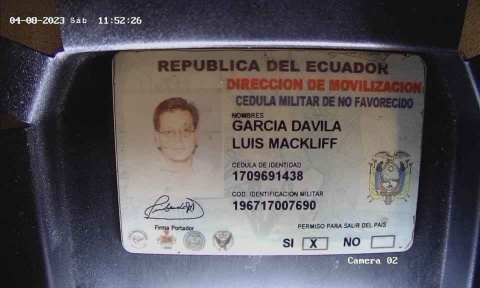 04-08-2023 Sab 11:52:26
REPUBLICA DEL ECUADOR
DIRECCION DE MOVILIZACION
CEDULA MILITAR DE NO FAVORECIDO
NOMBRES
GARCIA DAVILA
LUIS MACKLIFF
CEDULA DE IDENTIDAD
1709691438
COD. IDENTIFICACION MILITAR
196717007690
Firma Portador
PERMISO PARA SALIR DEL PAIS
SI X NO
Camera 02